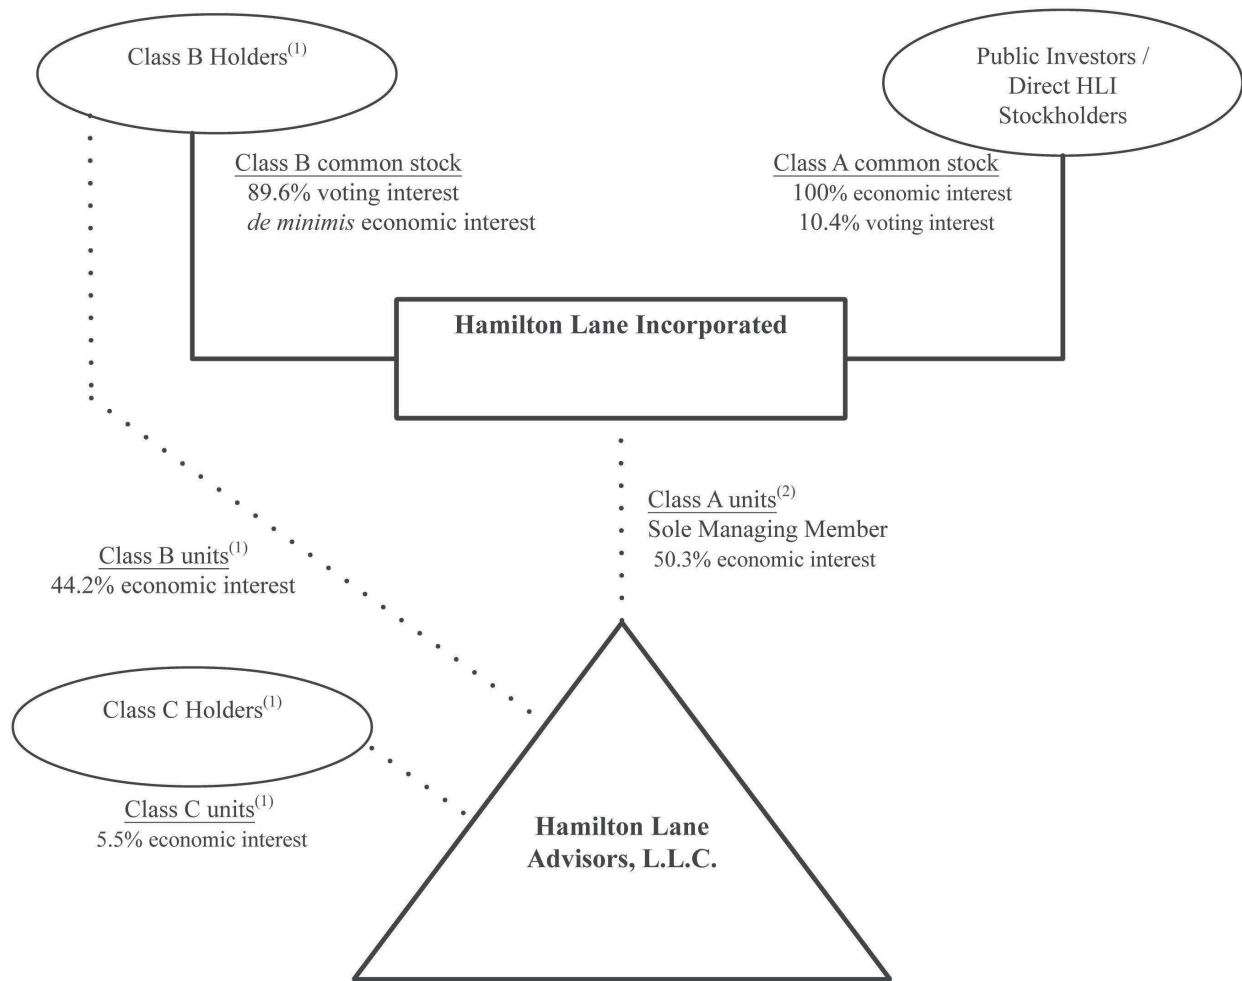 Class B Holders(1)
Public Investors /
Direct HLI
Stockholders
Class B common stock
89.6% voting interest
de minimis economic interest
Class A common stock
100% economic interest
10.4% voting interest
Hamilton Lane Incorporated
Class A units(2)
Sole Managing Member
50.3% economic interest
Class B units(1)
44.2% economic interest
Class C Holders(1)
Class C units(1)
5.5% economic interest
Hamilton Lane
Advisors, L.L.C.